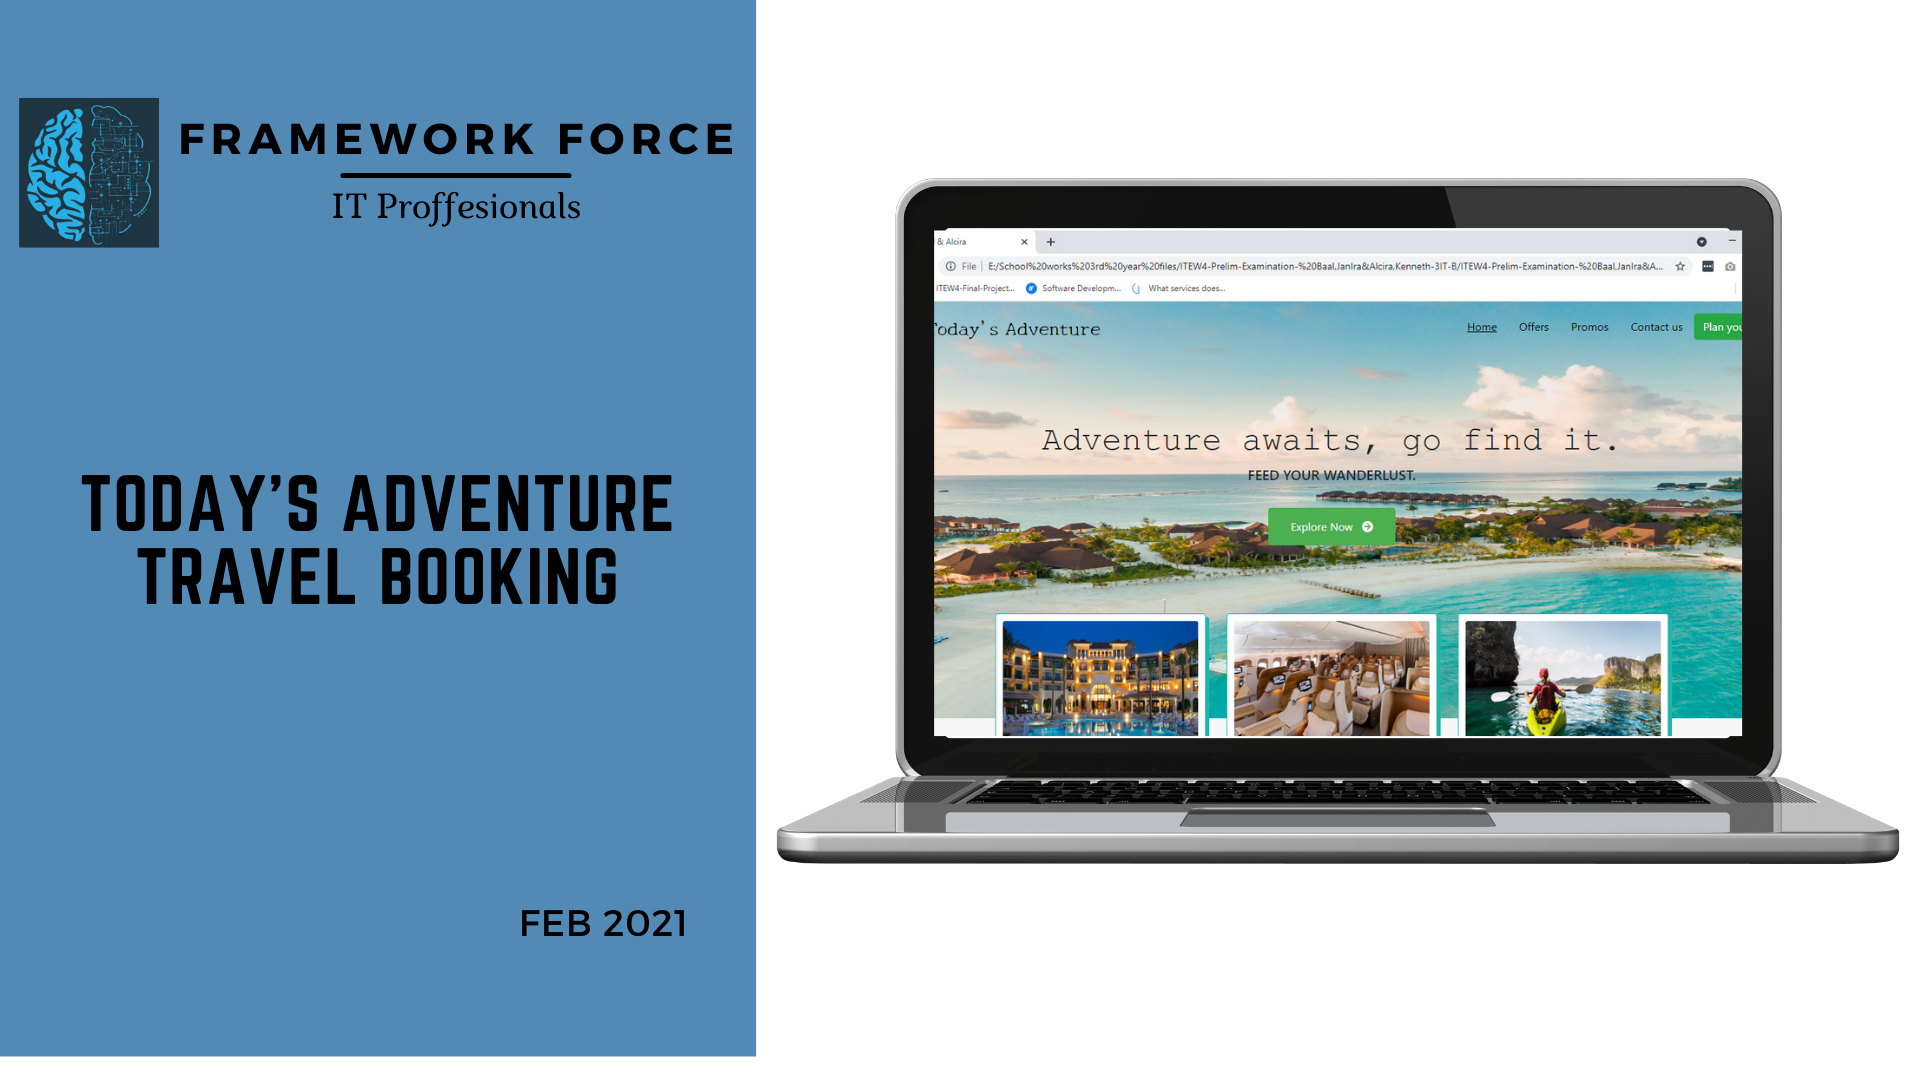 FRAMEWORK FORCE
IT Proffesionals
TODAY'S ADVENTURE
TRAVEL BOOKING
FEB 2021
& Alcira
File
E:/School%20works%203rd%20year%20files/ITEW4-Prelim-Examination-%20Baal,JanIra&Alcira,Kenneth-3IT-B/ITEW4-Prelim-Examination-%20Baal,JanIra&A...
ITEW4-Final-Project... Software Developm... What services does...
Today's Adventure
Home Offers Promos Contact us Plan you
Adventure awaits, go find it.
FEED YOUR WANDERLUST.
Explore Now